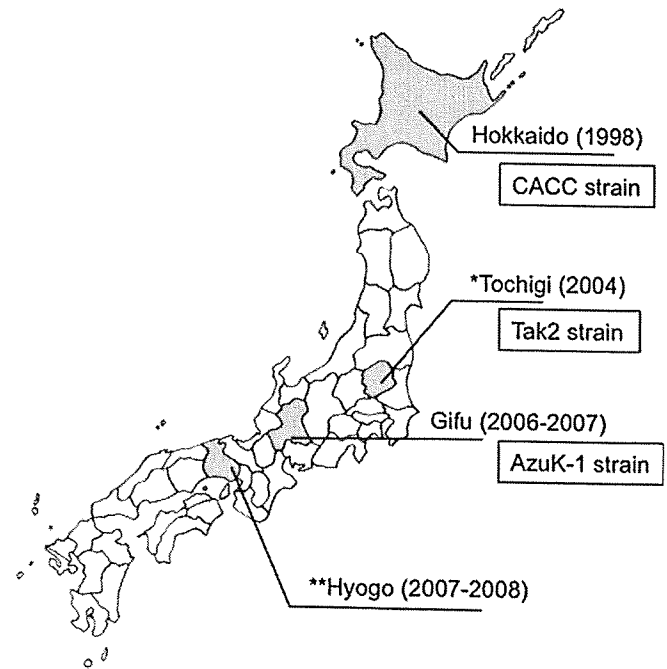 Hokkaido (1998)
CACC strain
*Tochigi (2004)
Tak2 strain
Gifu (2006-2007)
AzuK-1 strain
**Hyogo (2007-2008)